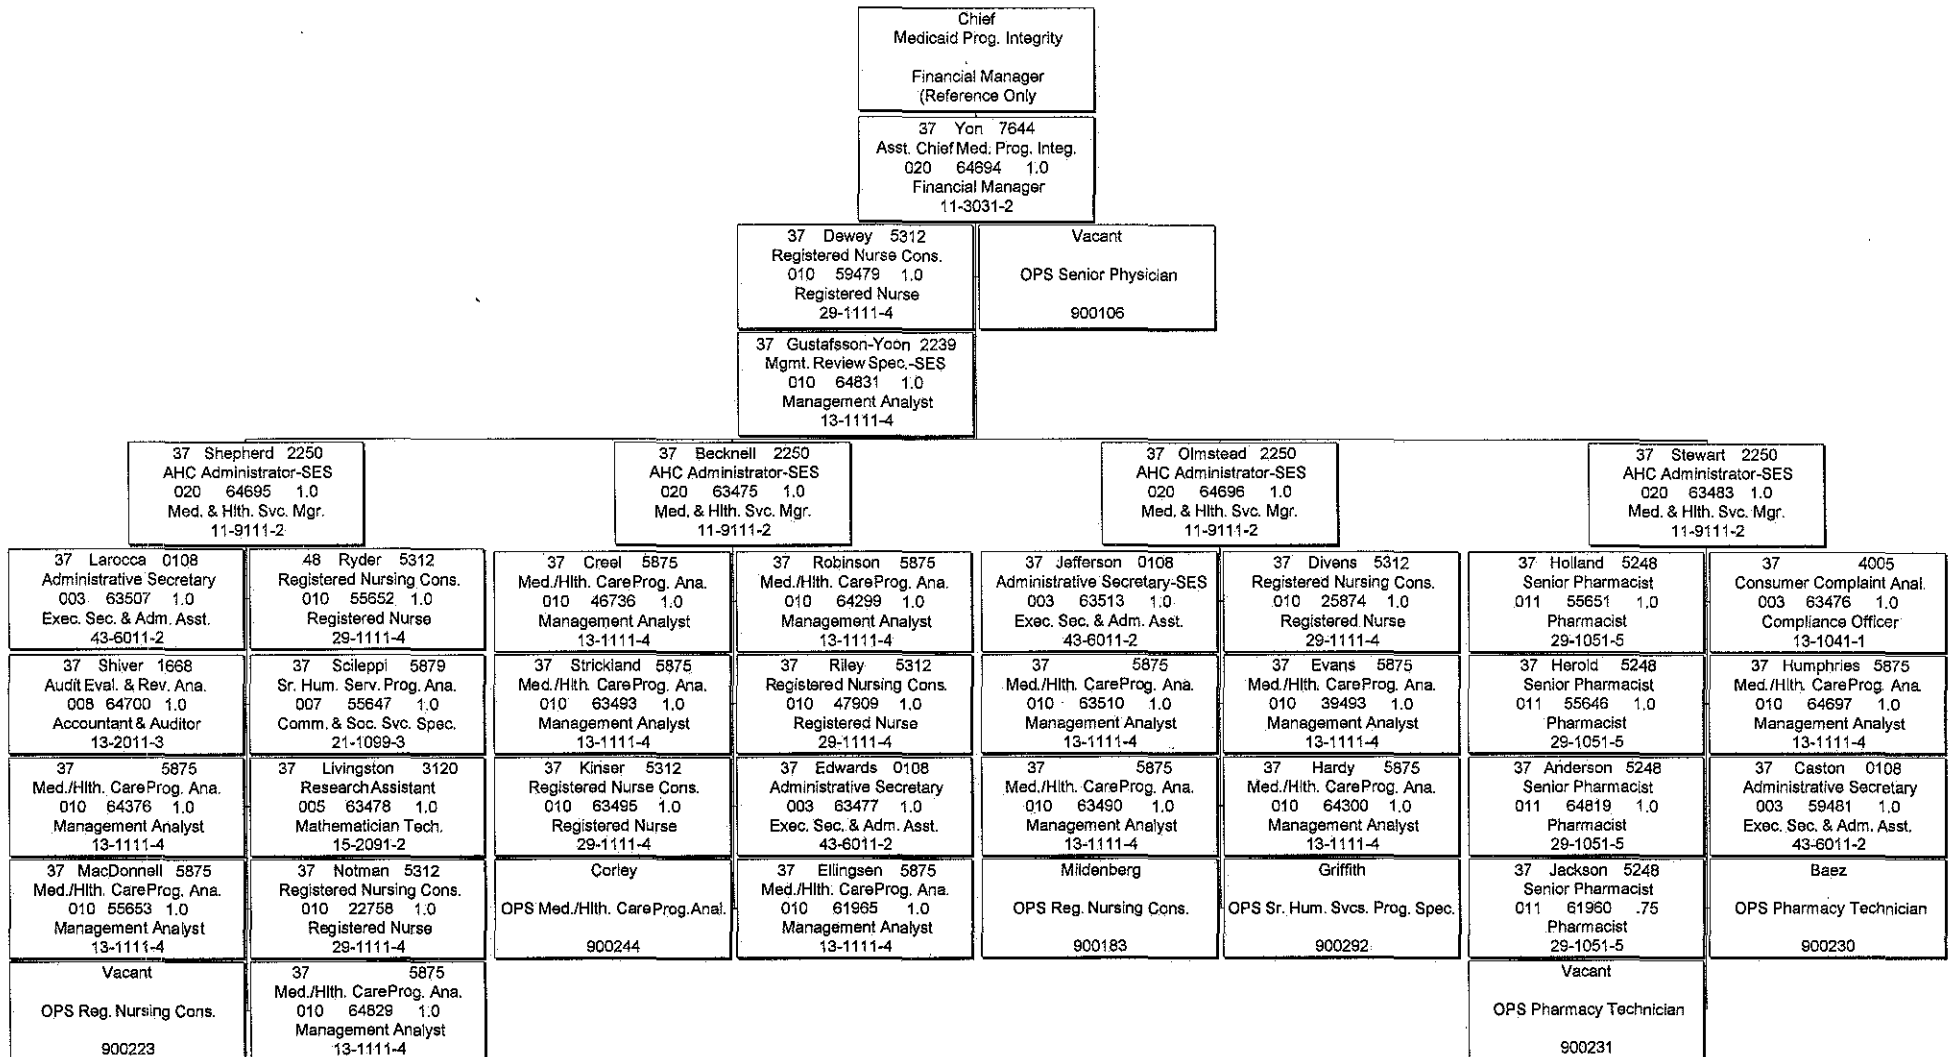 Chief
Medicaid Prog. Integrity
Financial Manager
(Reference Only
37 Yon 7644
Asst. Chief Med. Prog. Integ.
020 64694 1.0
Financial Manager
11-3031-2
37 Dewey 5312
Registered Nurse Cons.
010 59479 1.0
Registered Nurse
29-1111-4
Vacant
OPS Senior Physician
900106
37 Gustafsson-Yoon 2239
Mgmt. Review Spec.-SES
010 64831 1.0
Management Analyst
13-1111-4
37 Shepherd 2250
AHC Administrator-SES
020 64695 1.0
Med. & Hlth. Svc. Mgr.
11-9111-2
37 Becknell 2250
AHC Administrator-SES
020 63475 1.0
Med. & Hlth. Svc. Mgr.
11-9111-2
37 Olmstead 2250
AHC Administrator-SES
020 64696 1.0
Med. & Hlth. Svc. Mgr.
11-9111-2
37 Stewart 2250
AHC Administrator-SES
020 63483 1.0
Med. & Hlth. Svc. Mgr.
11-9111-2
37 Larocca 0108
Administrative Secretary
003 63507 1.0
Exec. Sec. & Adm. Asst.
43-6011-2
48 Ryder 5312
Registered Nursing Cons.
010 55652 1.0
Registered Nurse
29-1111-4
37 Creel 5875
Med./Hlth. Care Prog. Ana.
010 46736 1.0
Management Analyst
13-1111-4
37 Robinson 5875
Med./Hlth. Care Prog. Ana.
010 64299 1.0
Management Analyst
13-1111-4
37 Jefferson 0108
Administrative Secretary-SES
003 63513 1.0
Exec. Sec. & Adm. Asst.
43-6011-2
37 Divens 5312
Registered Nursing Cons.
010 25874 1.0
Registered Nurse
29-1111-4
37 Holland 5248
Senior Pharmacist
011 55651 1.0
Pharmacist
29-1051-5
37 4005
Consumer Complaint Anal.
003 63476 1.0
Compliance Officer
13-1041-1
37 Shiver 1668
Audit Eval. & Rev. Ana.
008 64700 1.0
Accountant & Auditor
13-2011-3
37 Scileppi 5879
Sr. Hum. Serv. Prog. Ana.
007 55647 1.0
Comm. & Soc. Svc. Spec.
21-1099-3
37 Strickland 5875
Med./Hlth. Care Prog. Ana.
010 63493 1.0
Management Analyst
13-1111-4
37 Riley 5312
Registered Nursing Cons.
010 47909 1.0
Registered Nurse
29-1111-4
37 5875
Med./Hlth. Care Prog. Ana.
010 63510 1.0
Management Analyst
13-1111-4
37 Evans 5875
Med./Hlth. Care Prog. Ana.
010 39493 1.0
Management Analyst
13-1111-4
37 Herold 5248
Senior Pharmacist
011 55646 1.0
Pharmacist
29-1051-5
37 Humphries 5875
Med./Hlth. Care Prog. Ana.
010 64697 1.0
Management Analyst
13-1111-4
37 5875
Med./Hlth. Care Prog. Ana.
010 64376 1.0
Management Analyst
13-1111-4
37 Livingston 3120
Research Assistant
005 63478 1.0
Mathematician Tech.
15-2091-2
37 Kinser 5312
Registered Nurse Cons.
010 63495 1.0
Registered Nurse
29-1111-4
37 Edwards 0108
Administrative Secretary
003 63477 1.0
Exec. Sec. & Adm. Asst.
43-6011-2
37 5875
Med./Hlth. Care Prog. Ana.
010 63490 1.0
Management Analyst
13-1111-4
37 Hardy 5875
Med./Hlth. Care Prog. Ana.
010 64300 1.0
Management Analyst
13-1111-4
37 Anderson 5248
Senior Pharmacist
011 64819 1.0
Pharmacist
29-1051-5
37 Caston 0108
Administrative Secretary
003 59481 1.0
Exec. Sec. & Adm. Asst.
43-6011-2
37 MacDonnell 5875
Med./Hlth. Care Prog. Ana.
010 55653 1.0
Management Analyst
13-1111-4
37 Notman 5312
Registered Nursing Cons.
010 22758 1.0
Registered Nurse
29-1111-4
Corley
OPS Med./Hlth. Care Prog. Anal.
900244
37 Ellingsen 5875
Med./Hlth. Care Prog. Ana.
010 61965 1.0
Management Analyst
13-1111-4
Mildenberg
OPS Reg. Nursing Cons.
900183
Griffith
OPS Sr. Hum. Svcs. Prog. Spec.
900292
37 Jackson 5248
Senior Pharmacist
011 61960 .75
Pharmacist
29-1051-5
Baez
OPS Pharmacy Technician
900230
Vacant
OPS Reg. Nursing Cons.
900223
37 5875
Med./Hlth. Care Prog. Ana.
010 64829 1.0
Management Analyst
13-1111-4
Vacant
OPS Pharmacy Technician
900231